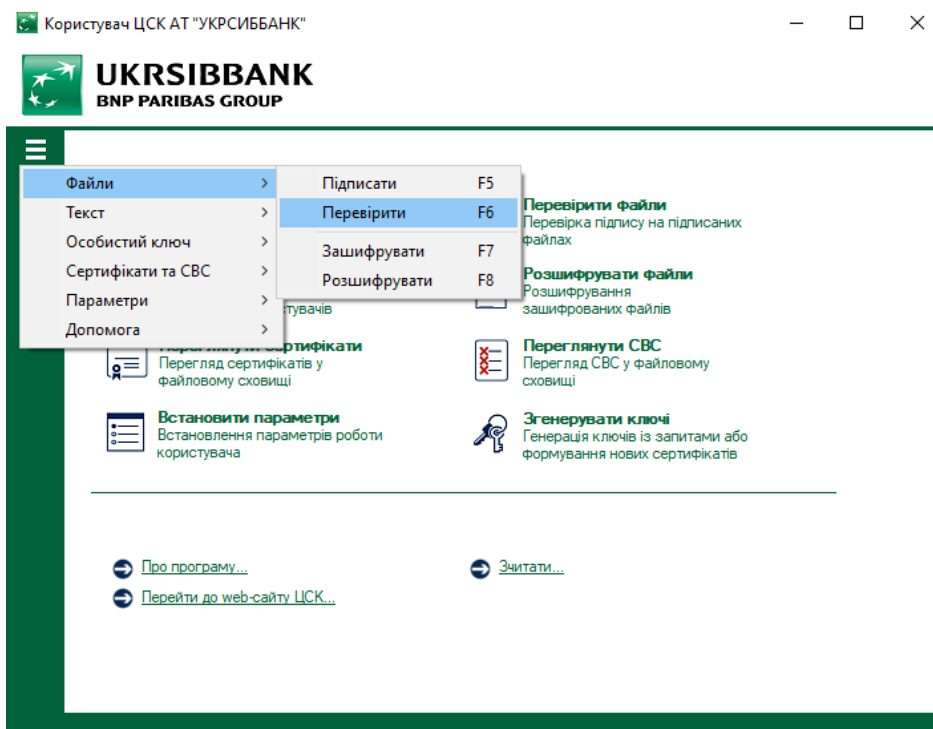 Користувач ЦСК АТ "УКРСИББАНК"
UKRSIBBANK
BNP PARIBAS GROUP
Файли
Текст
Особистий ключ
Сертифікати та СВС
Параметри
Допомога
Підписати F5
Перевірити F6
Зашифрувати F7
Розшифрувати F8
Перевірити файли
Перевірка підпису на підписаних
файлах
Розшифрувати файли
Розшифрування
зашифрованих файлів
Переглянути сертифікати
Перегляд сертифікатів у
файловому сховищі
Переглянути СВС
Перегляд СВС у файловому
сховищі
Встановити параметри
Встановлення параметрів роботи
користувача
Згенерувати ключі
Генерація ключів із запитами або
формування нових сертифікатів
Про програму...
Зчитати...
Перейти до web-сайту ЦСК...